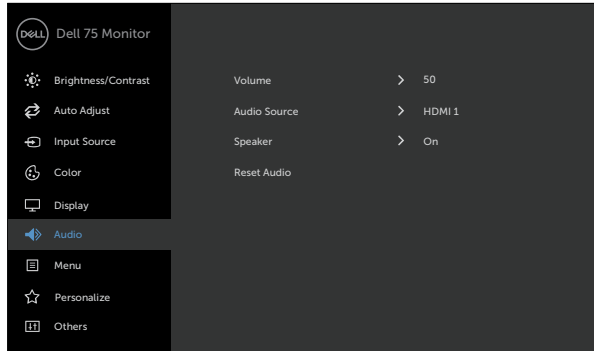 DELL Dell 75 Monitor
Brightness/Contrast
Auto Adjust
Input Source
Color
Display
Audio
Menu
Personalize
Others
Volume 50
Audio Source HDMI 1
Speaker On
Reset Audio